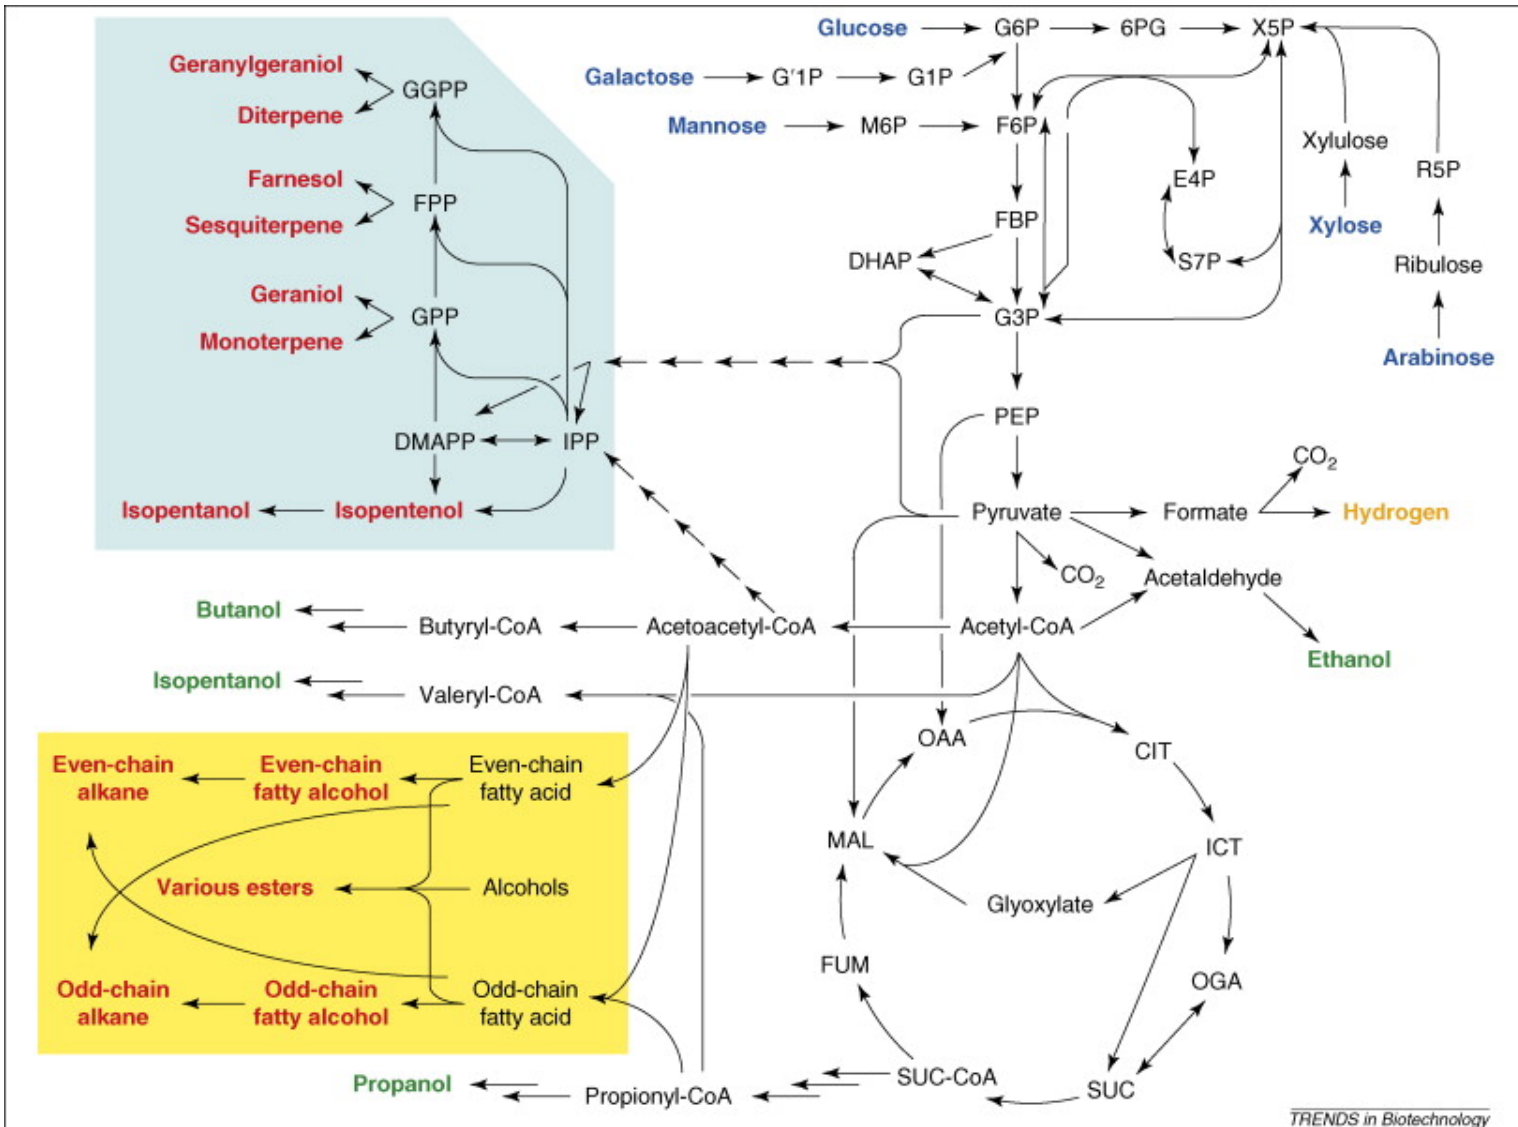 Glucose
G6P
6PG
X5P
Galactose
G'1P
G1P
Mannose
M6P
F6P
Xylulose
R5P
E4P
Xylose
FBP
DHAP
S7P
Ribulose
G3P
Arabinose
Geranylgeraniol
GGPP
Diterpene
Farnesol
FPP
Sesquiterpene
Geraniol
GPP
Monoterpene
DMAPP
IPP
Isopentanol
Isopentenol
PEP
CO2
Pyruvate
Formate
Hydrogen
CO2
Acetaldehyde
Butanol
Butyryl-CoA
Acetoacetyl-CoA
Acetyl-CoA
Ethanol
Isopentanol
Valeryl-CoA
OAA
CIT
MAL
ICT
Glyoxylate
FUM
OGA
SUC-CoA
SUC
Even-chain
alkane
Even-chain
fatty alcohol
Even-chain
fatty acid
Various esters
Alcohols
Odd-chain
alkane
Odd-chain
fatty alcohol
Odd-chain
fatty acid
Propanol
Propionyl-CoA
TRENDS in Biotechnology